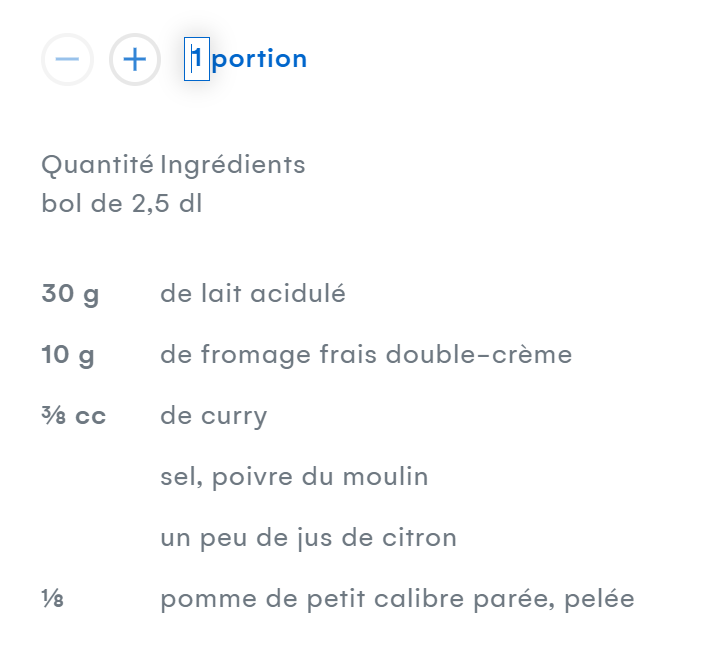 1 portion
Quantité Ingrédients
bol de 2,5 dl
30 g de lait acidulé
10 g de fromage frais double-crème
⅜ cc de curry
sel, poivre du moulin
un peu de jus de citron
⅛ pomme de petit calibre parée, pelée